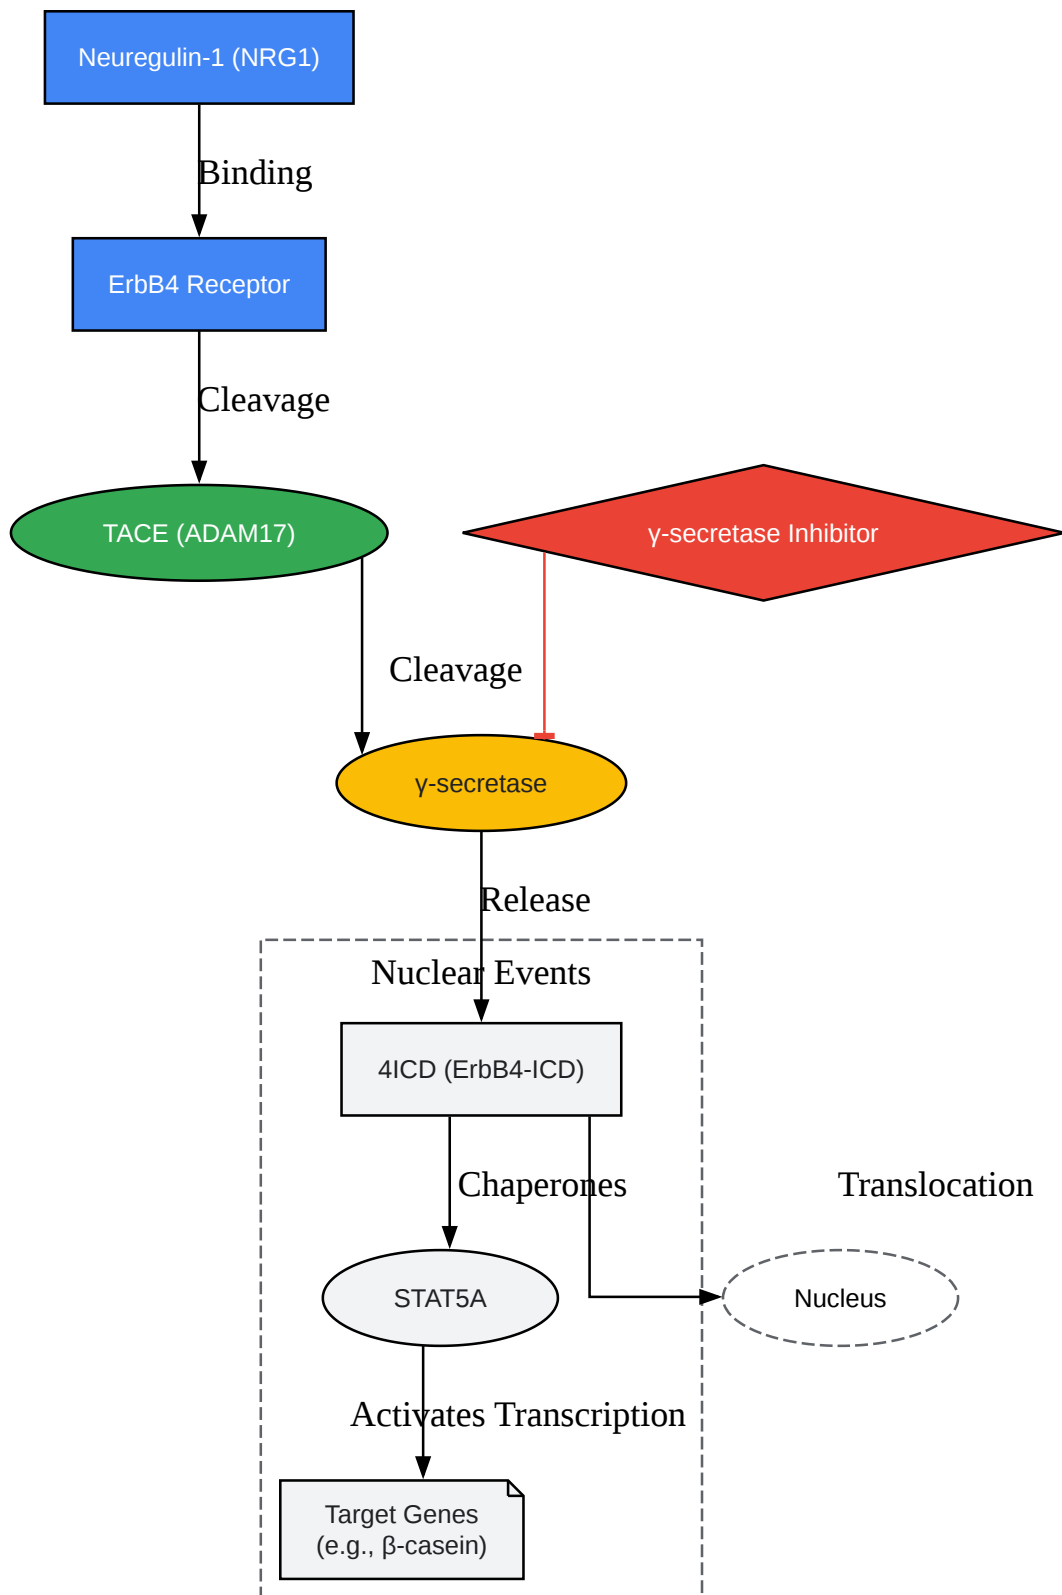 Neuregulin-1 (NRG1)
Binding
ErbB4 Receptor
Cleavage
TACE (ADAM17)
γ-secretase Inhibitor
Cleavage
γ-secretase
Release
Nuclear Events
4ICD (ErbB4-ICD)
Chaperones
Translocation
STAT5A
Nucleus
Activates Transcription
Target Genes
(e.g., β-casein)